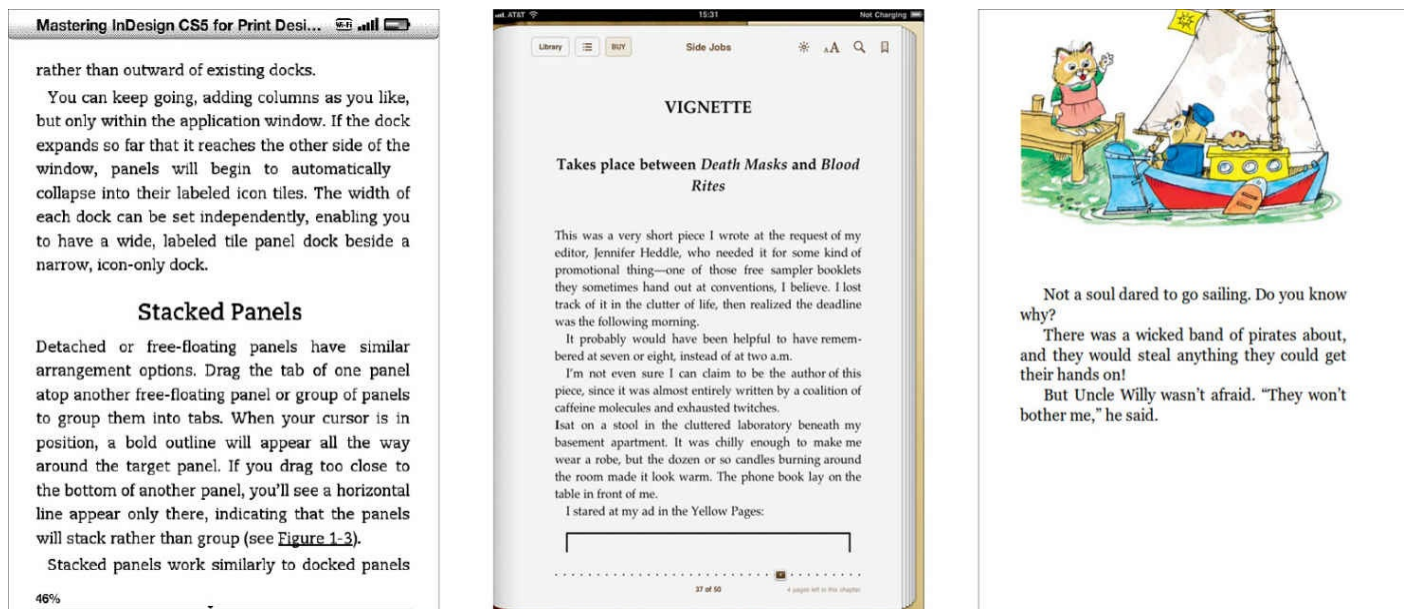 Mastering InDesign CS5 for Print Desi... Wi-Fi
rather than outward of existing docks.
You can keep going, adding columns as you like,
but only within the application window. If the dock
expands so far that it reaches the other side of the
window, panels will begin to automatically
collapse into their labeled icon tiles. The width of
each dock can be set independently, enabling you
to have a wide, labeled tile panel dock beside a
narrow, icon-only dock.
Stacked Panels
Detached or free-floating panels have similar
arrangement options. Drag the tab of one panel
atop another free-floating panel or group of panels
to group them into tabs. When your cursor is in
position, a bold outline will appear all the way
around the target panel. If you drag too close to
the bottom of another panel, you'll see a horizontal
line appear only there, indicating that the panels
will stack rather than group (see Figure 1-3).
Stacked panels work similarly to docked panels
46%
AT&T 15:31 Not Charging
Library BUY Side Jobs AA
VIGNETTE
Takes place between Death Masks and Blood
Rites
This was a very short piece I wrote at the request of my
editor, Jennifer Heddle, who needed it for some kind of
promotional thing—one of those free sampler booklets
they sometimes hand out at conventions, I believe. I lost
track of it in the clutter of life, then realized the deadline
was the following morning.
It probably would have been helpful to have remem-
bered at seven or eight, instead of at two a.m.
I'm not even sure I can claim to be the author of this
piece, since it was almost entirely written by a coalition of
caffeine molecules and exhausted twitches.
Isat on a stool in the cluttered laboratory beneath my
basement apartment. It was chilly enough to make me
wear a robe, but the dozen or so candles burning around
the room made it look warm. The phone book lay on the
table in front of me.
I stared at my ad in the Yellow Pages:
37 of 50
4 pages left in this chapter
Not a soul dared to go sailing. Do you know
why?
There was a wicked band of pirates about,
and they would steal anything they could get
their hands on!
But Uncle Willy wasn't afraid. “They won't
bother me,” he said.